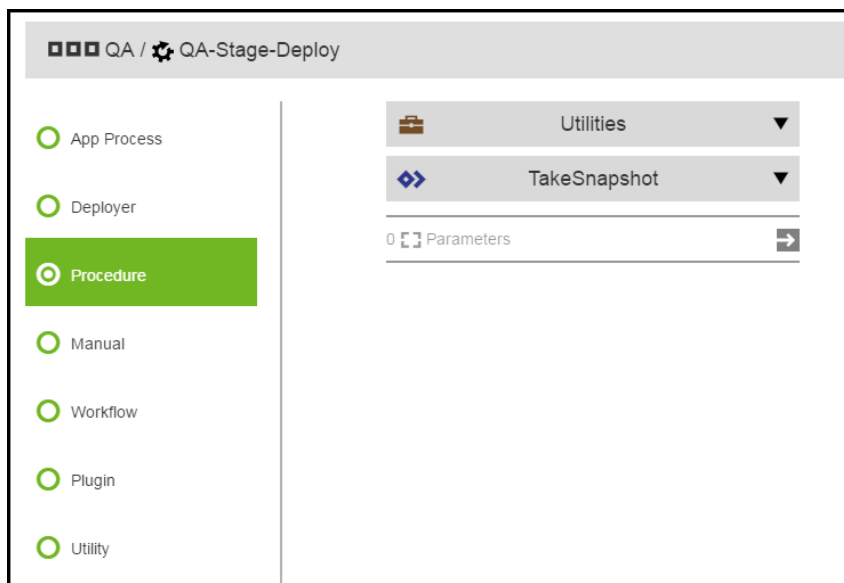 QA / QA-Stage-Deploy
App Process
Deployer
Procedure
Manual
Workflow
Plugin
Utility
Utilities
TakeSnapshot
0 Parameters